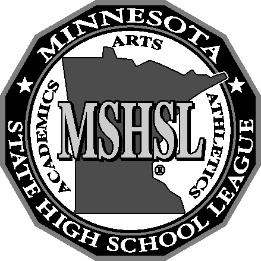 MINNESOTA
ARTS
ACADEMICS
ATHLETICS
MSHSL
®
STATE HIGH SCHOOL LEAGUE